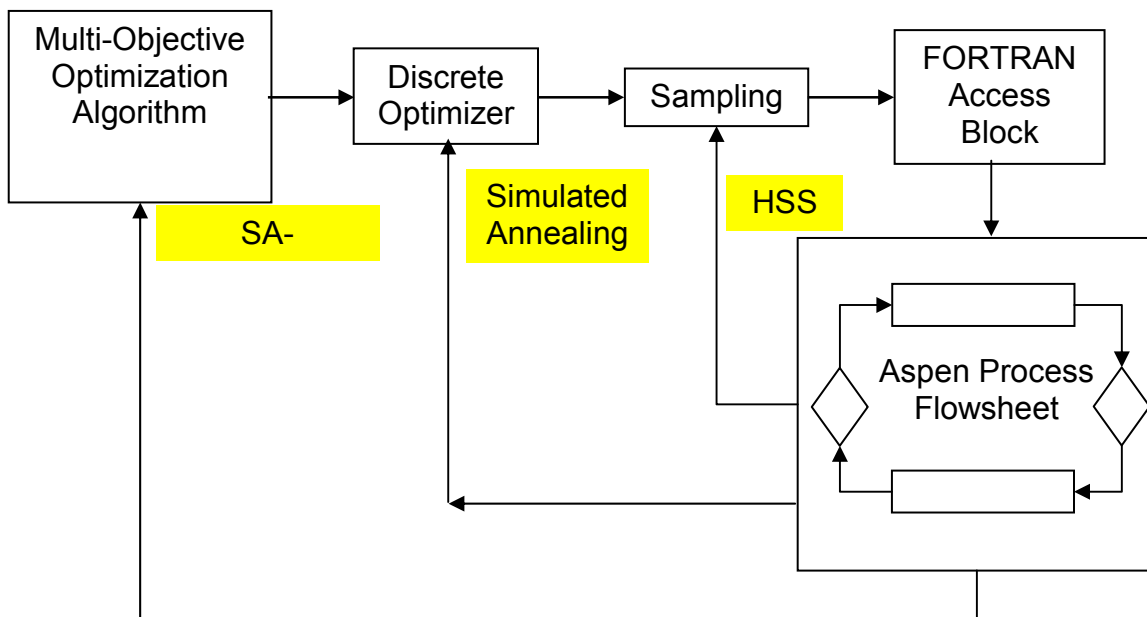 Multi-Objective
Optimization
Algorithm
Discrete
Optimizer
Sampling
FORTRAN
Access
Block
SA-
Simulated
Annealing
HSS
Aspen Process
Flowsheet